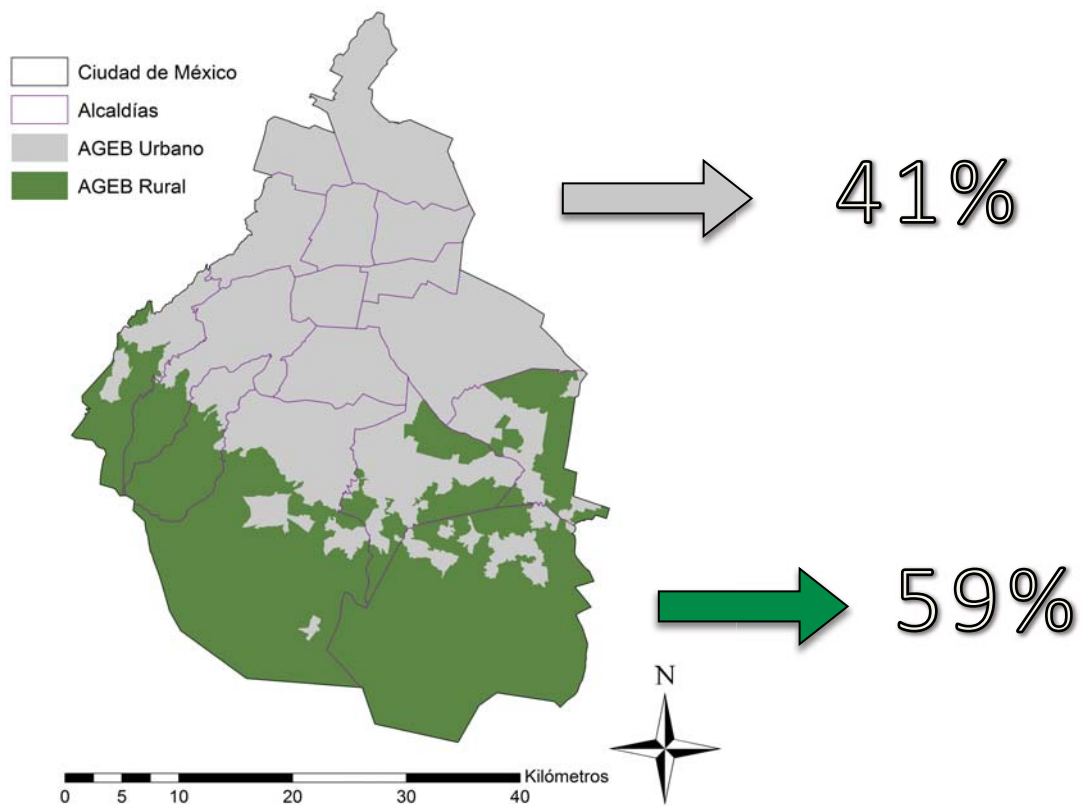 Ciudad de México
Alcaldías
AGEB Urbano
AGEB Rural
41%
59%
N
Kilómetros
0 5 10 20 30 40